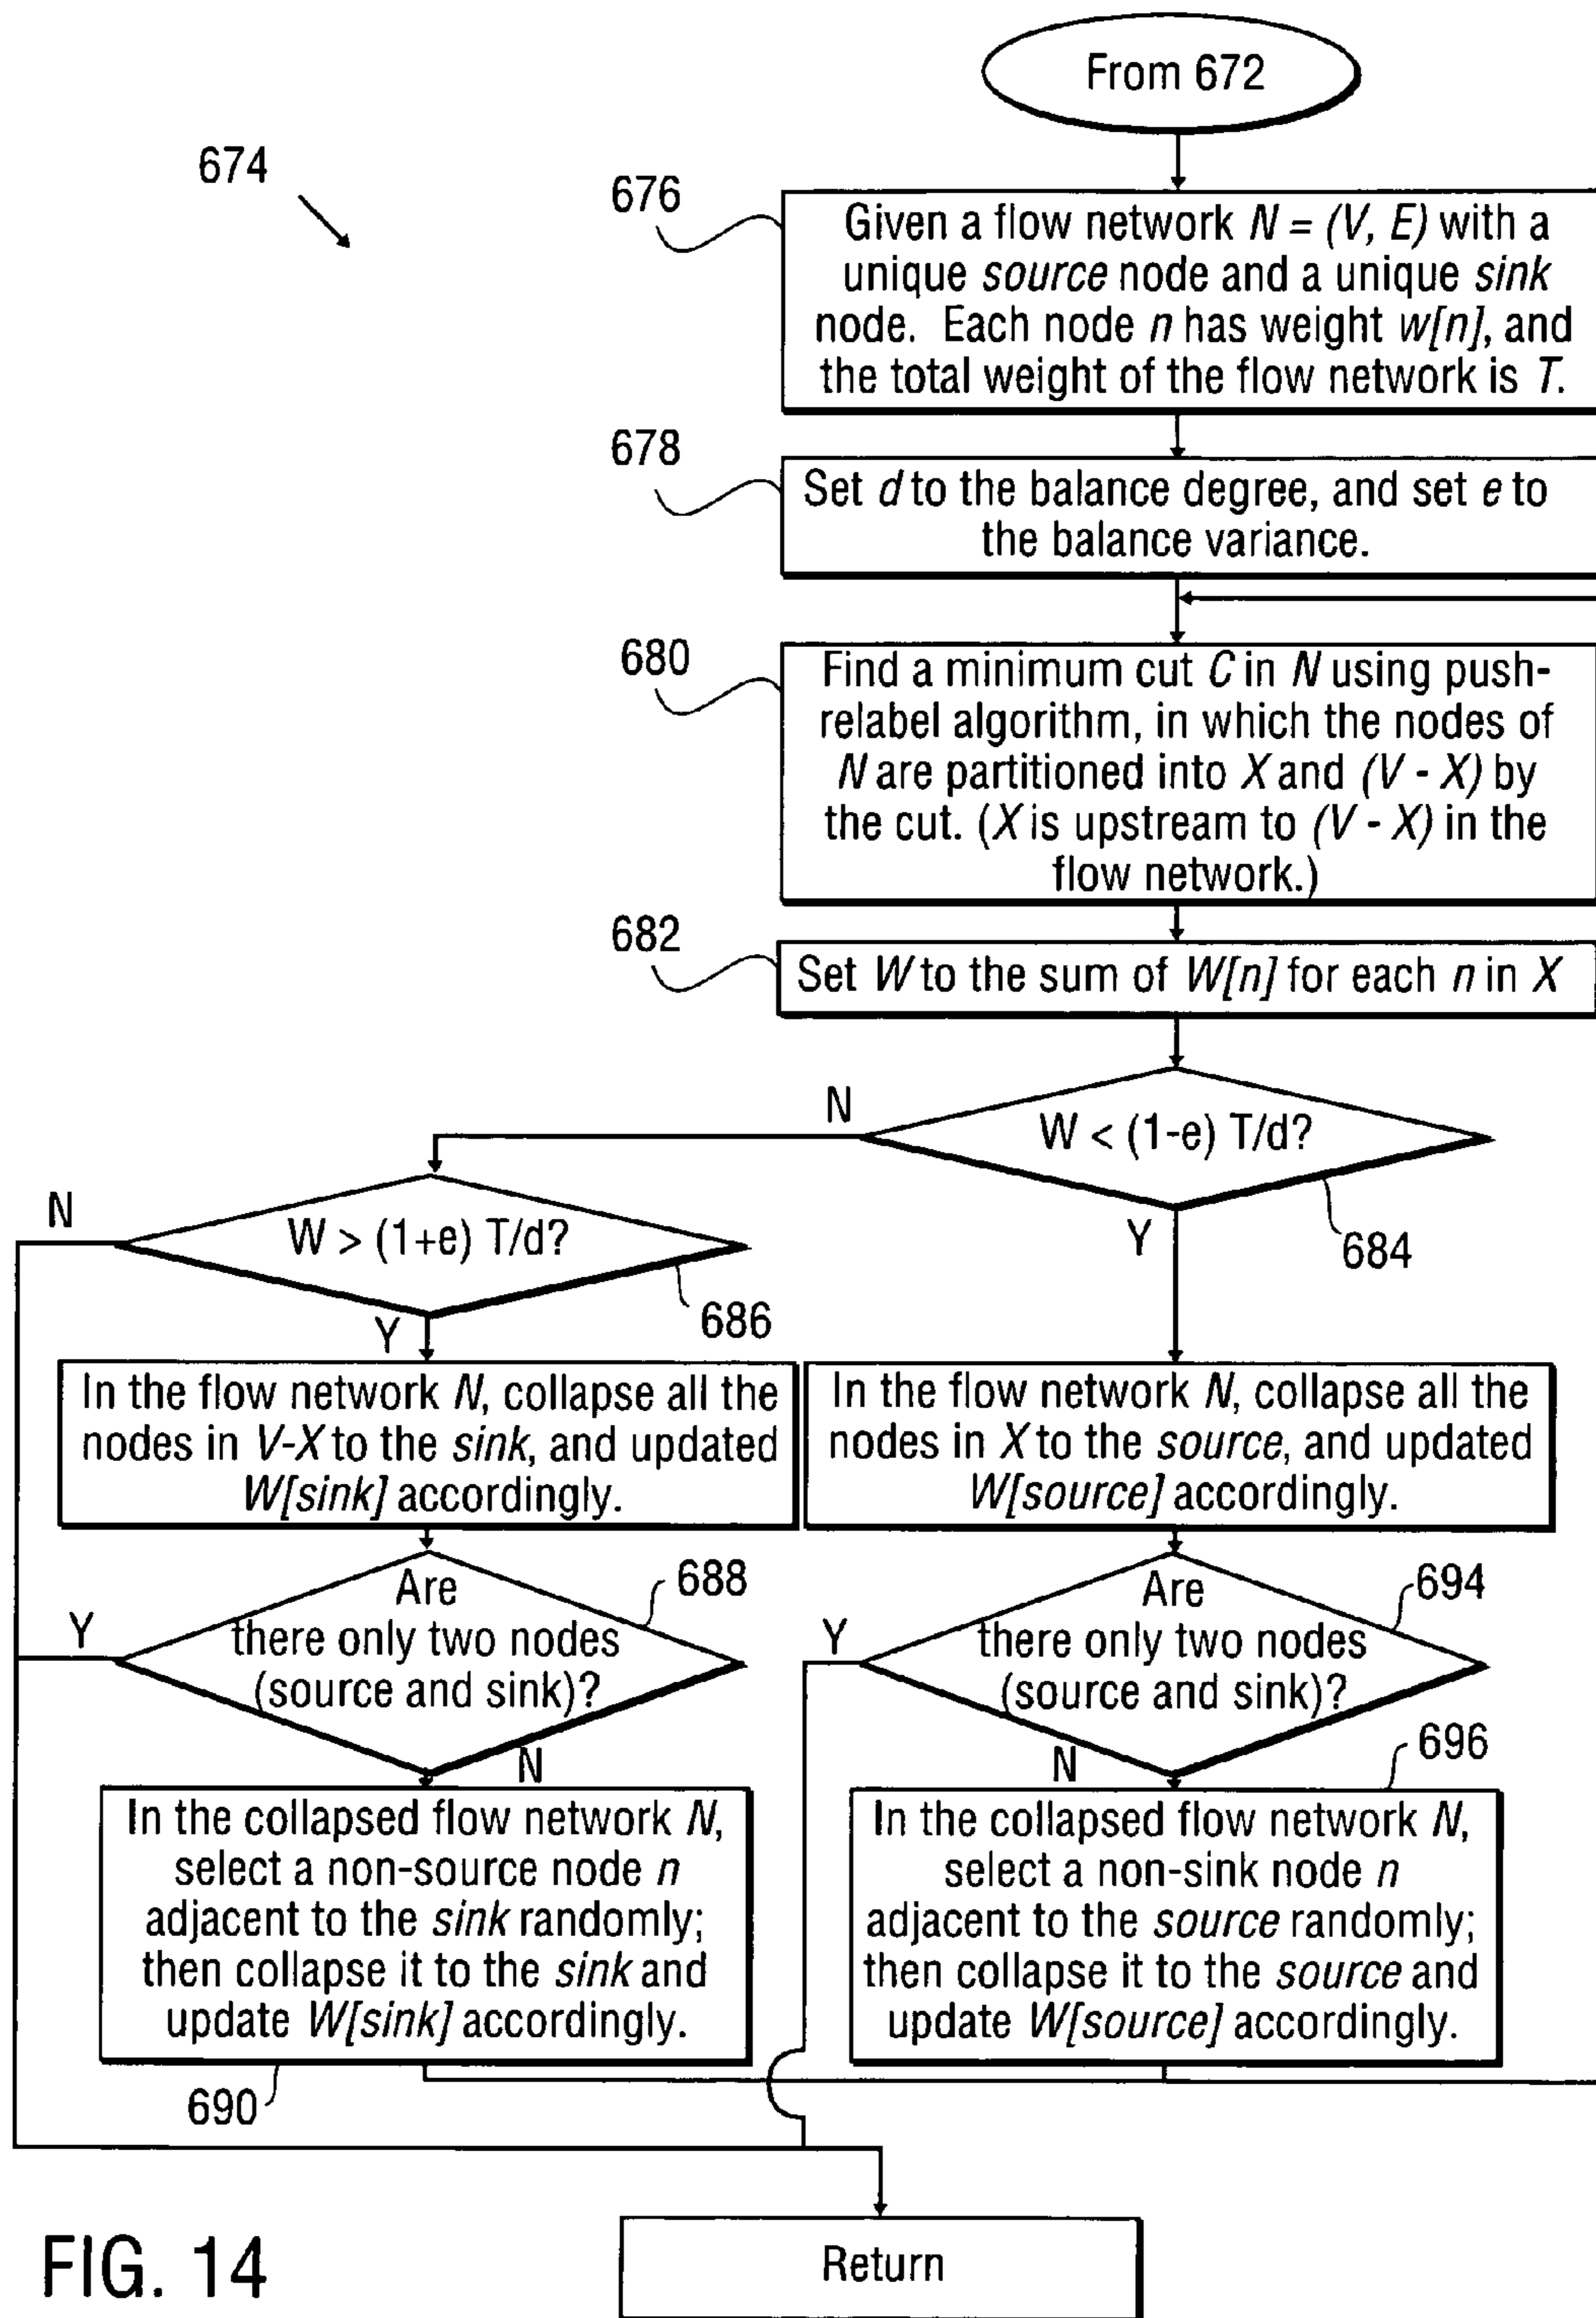 From 672
674
676
Given a flow network N = (V, E) with a
unique source node and a unique sink
node. Each node n has weight w[n], and
the total weight of the flow network is T.
678
Set d to the balance degree, and set e to
the balance variance.
680
Find a minimum cut C in N using push-
relabel algorithm, in which the nodes of
N are partitioned into X and (V - X) by
the cut. (X is upstream to (V - X) in the
flow network.)
682
Set W to the sum of W[n] for each n in X
N
W < (1-e) T/d?
684
Y
N
W > (1+e) T/d?
686
Y
In the flow network N, collapse all the
nodes in V-X to the sink, and updated
W[sink] accordingly.
In the flow network N, collapse all the
nodes in X to the source, and updated
W[source] accordingly.
Are
there only two nodes
(source and sink)?
688
Y
N
Are
there only two nodes
(source and sink)?
694
Y
N
In the collapsed flow network N,
select a non-source node n
adjacent to the sink randomly;
then collapse it to the sink and
update W[sink] accordingly.
690
696
In the collapsed flow network N,
select a non-sink node n
adjacent to the source randomly;
then collapse it to the source and
update W[source] accordingly.
Return
FIG. 14